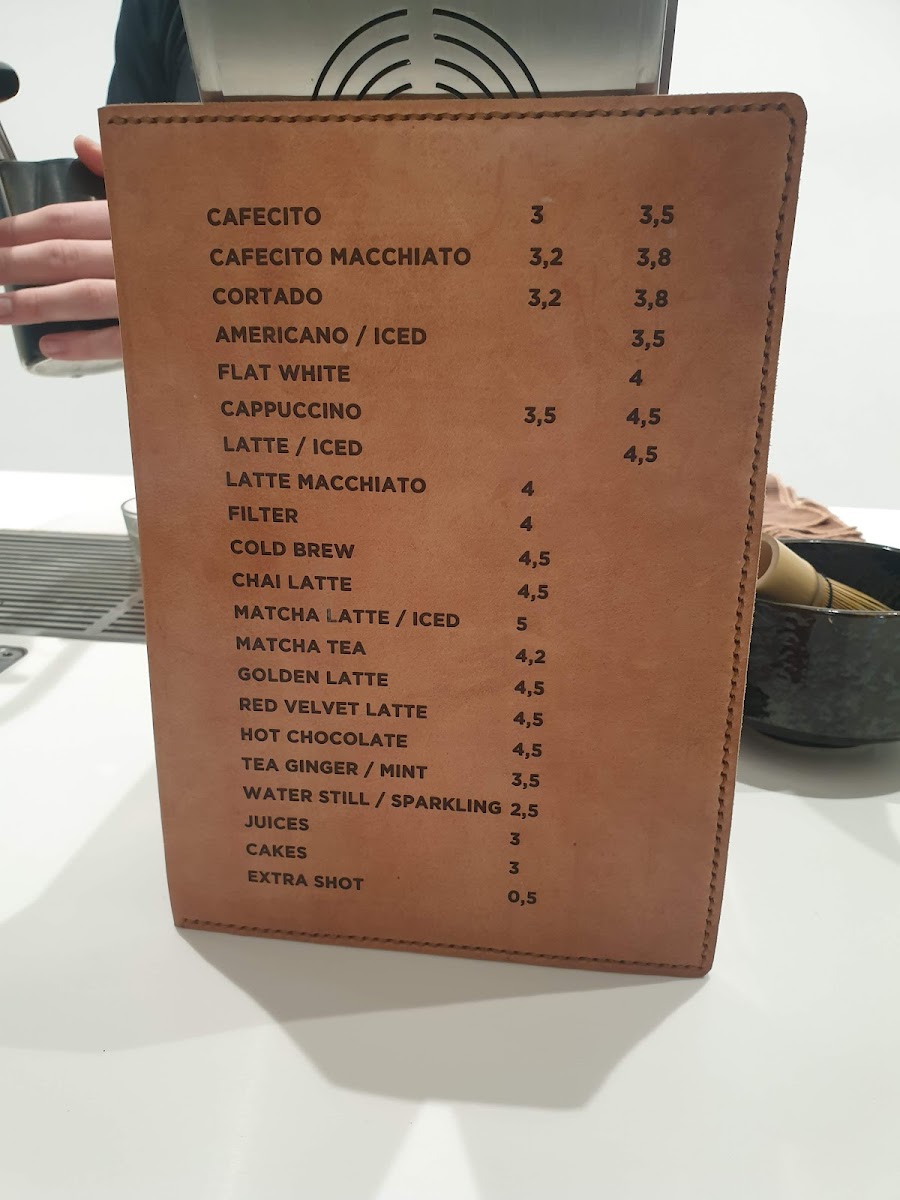 CAFECITO 3 3,5
CAFECITO MACCHIATO 3,2 3,8
CORTADO 3,2 3,8
AMERICANO / ICED 3,5
FLAT WHITE 4
CAPPUCCINO 3,5 4,5
LATTE / ICED 4,5
LATTE MACCHIATO 4
FILTER 4
COLD BREW 4,5
CHAI LATTE 4,5
MATCHA LATTE / ICED 5
MATCHA TEA 4,2
GOLDEN LATTE 4,5
RED VELVET LATTE 4,5
HOT CHOCOLATE 4,5
TEA GINGER / MINT 3,5
WATER STILL / SPARKLING 2,5
JUICES 3
CAKES 3
EXTRA SHOT 0,5